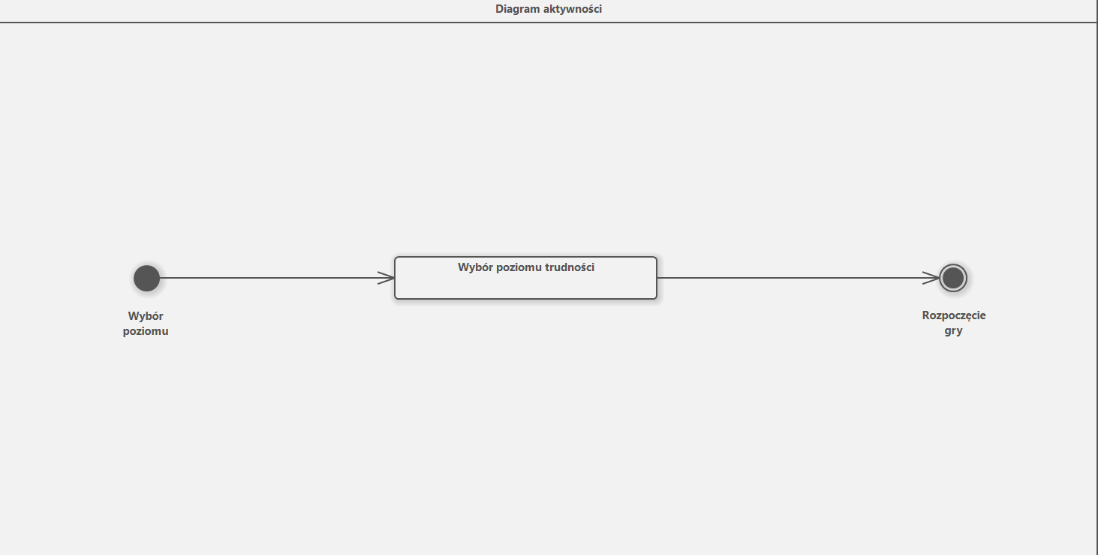 Diagram aktywności
Wybór poziomu trudności
Wybór
poziomu
Rozpoczęcie
gry